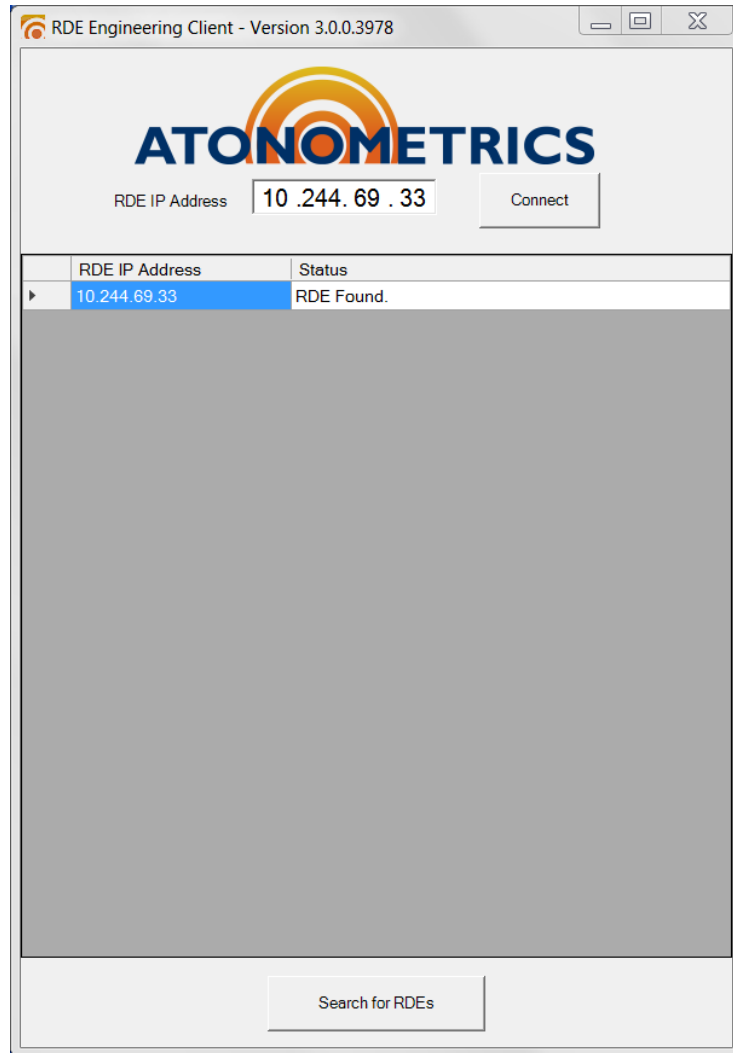 RDE Engineering Client - Version 3.0.0.3978
ATONOMETRICS
RDE IP Address 10 .244. 69 . 33 Connect
RDE IP Address Status
10.244.69.33 RDE Found.
Search for RDEs